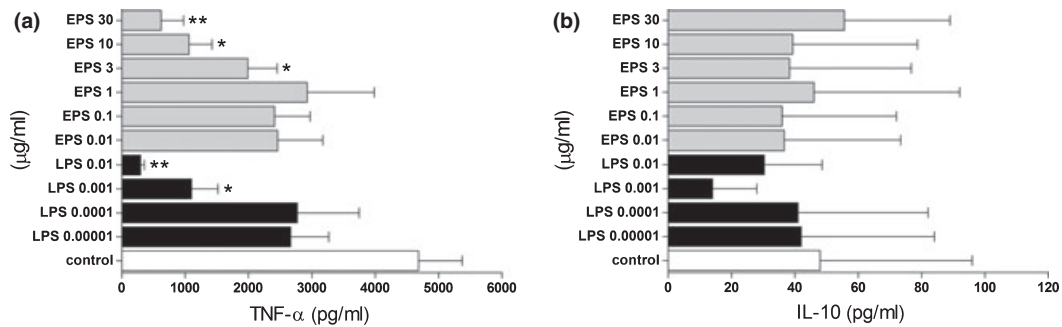 (a)
(µg/ml)
EPS 30
EPS 10
EPS 3
EPS 1
EPS 0.1
EPS 0.01
LPS 0.01
LPS 0.001
LPS 0.0001
LPS 0.00001
control
**
*
*
**
*
0 1000 2000 3000 4000 5000 6000
TNF-α (pg/ml)
(b)
(µg/ml)
EPS 30
EPS 10
EPS 3
EPS 1
EPS 0.1
EPS 0.01
LPS 0.01
LPS 0.001
LPS 0.0001
LPS 0.00001
control
0 20 40 60 80 100 120
IL-10 (pg/ml)